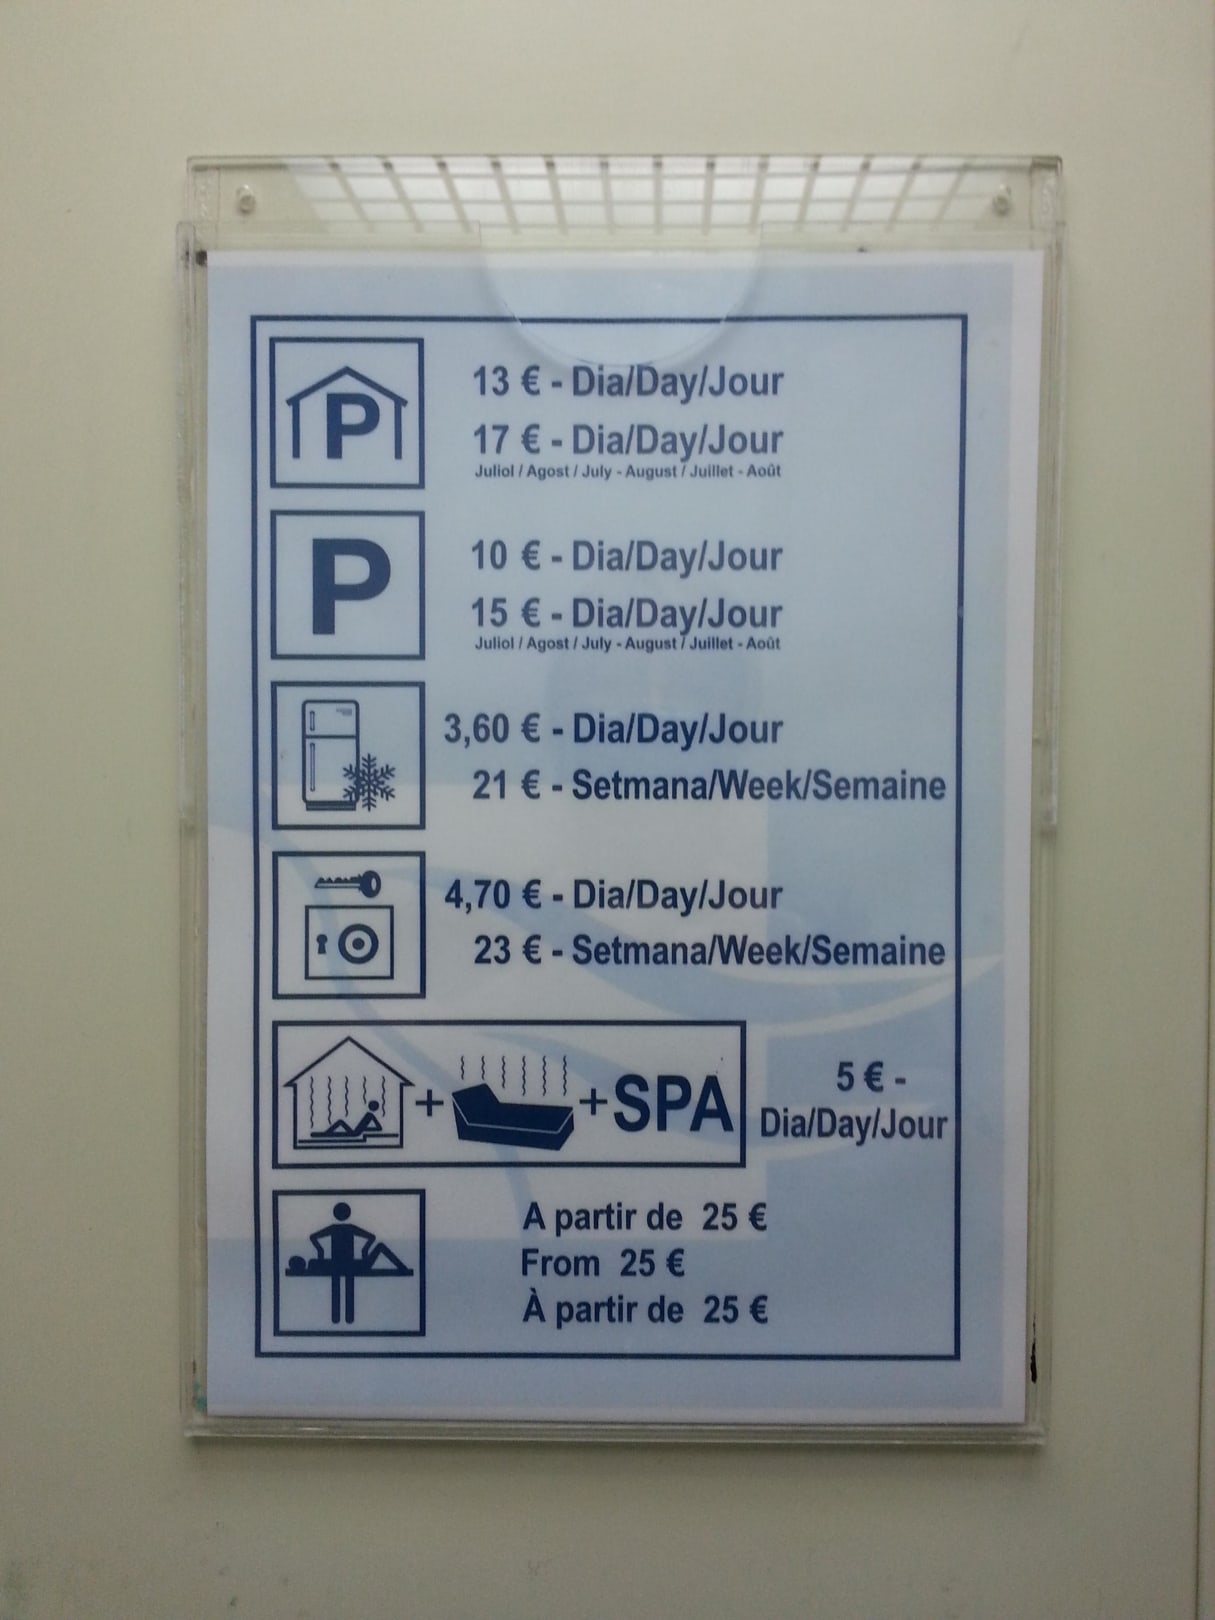 P
13 € - Dia/Day/Jour
17 € - Dia/Day/Jour
Juliol / Agost / July - August / Juillet - Août
P
10 € - Dia/Day/Jour
15 € - Dia/Day/Jour
Juliol / Agost / July - August / Juillet - Août
3,60 € - Dia/Day/Jour
21 € - Setmana/Week/Semaine
4,70 € - Dia/Day/Jour
23 € - Setmana/Week/Semaine
+ +SPA
5 € -
Dia/Day/Jour
A partir de 25 €
From 25 €
À partir de 25 €